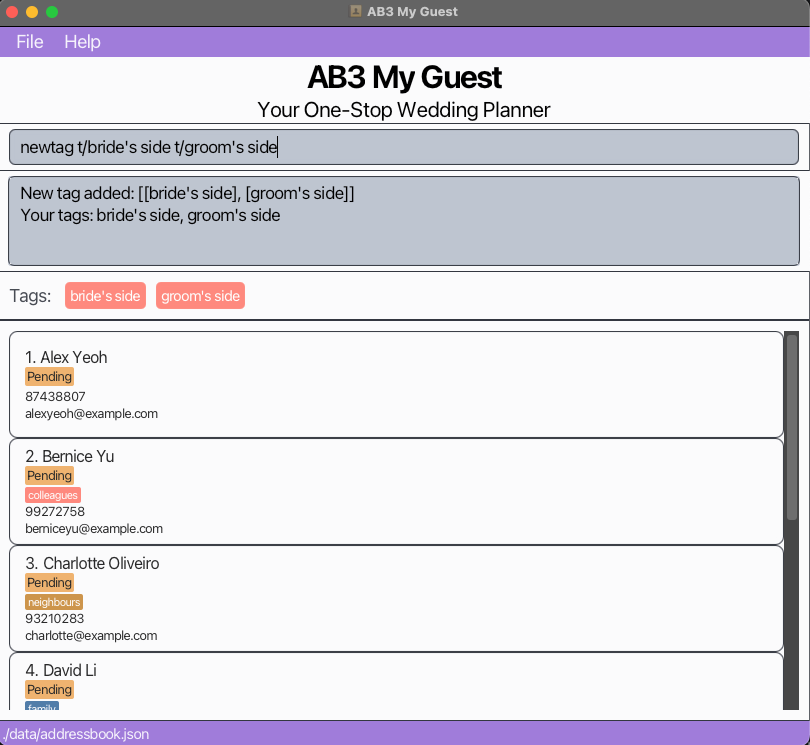 AB3 My Guest
File Help
AB3 My Guest
Your One-Stop Wedding Planner
newtag t/bride's side t/groom's side
New tag added: [[bride's side], [groom's side]]
Your tags: bride's side, groom's side
Tags: bride's side groom's side
1. Alex Yeoh
Pending
87438807
alexyeoh@example.com
2. Bernice Yu
Pending
colleagues
99272758
berniceyu@example.com
3. Charlotte Oliveiro
Pending
neighbours
93210283
charlotte@example.com
4. David Li
Pending
family
./data/addressbook.json